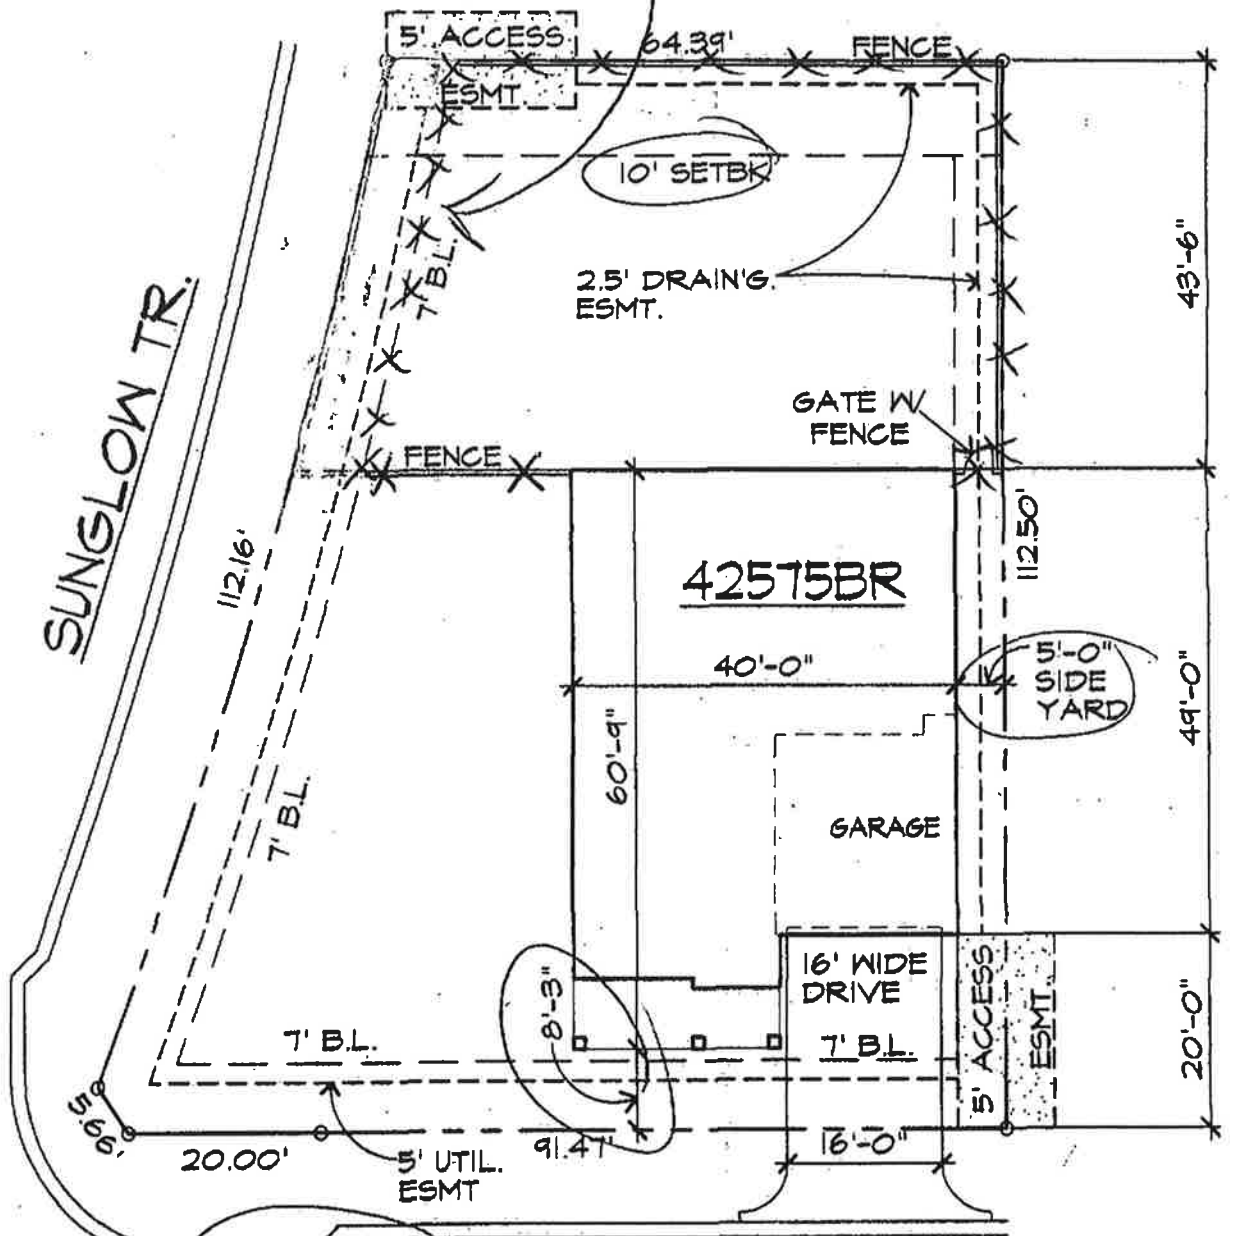 5' ACCESS
ESMT.
64.39'
FENCE
10' SETBK.
7' B.L.
2.5' DRAIN'G.
ESMT.
43'-6"
SUNGLOW TR.
GATE W/
FENCE
FENCE
112.16'
112.50'
42575BR
40'-0"
5'-0"
SIDE
YARD
49'-0"
60'-9"
7' B.L.
GARAGE
16' WIDE
DRIVE
5' ACCESS
ESMT.
8'-3"
7' B.L.
7' B.L.
20'-0"
5.66'
20.00'
5' UTIL.
ESMT
91.47'
16'-0"